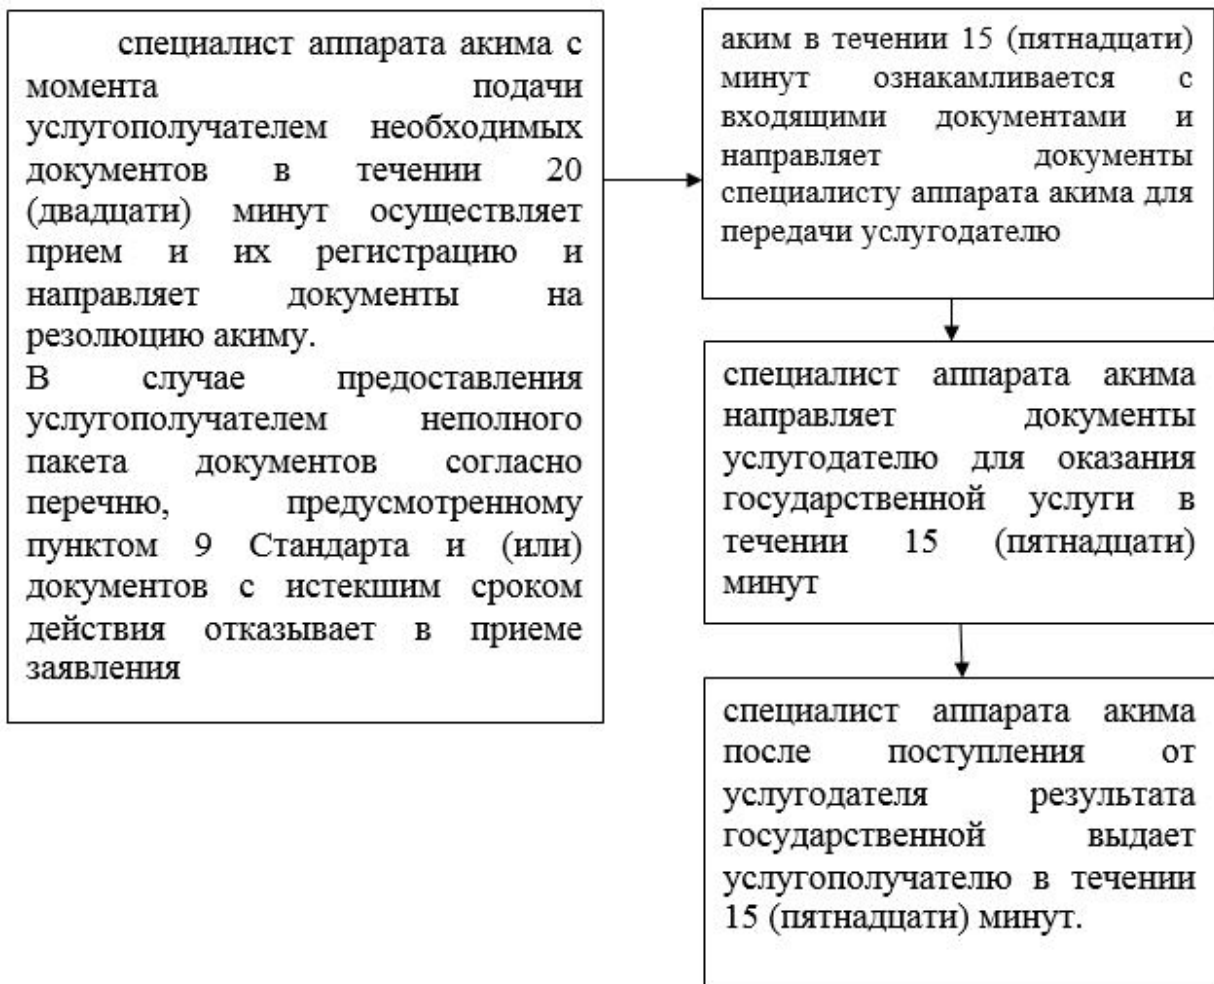 специалист аппарата акима с
момента подачи
услугополучателем необходимых
документов в течении 20
(двадцати) минут осуществляет
прием и их регистрацию и
направляет документы на
резолюцию акиму.
В случае предоставления
услугополучателем неполного
пакета документов согласно
перечню, предусмотренному
пунктом 9 Стандарта и (или)
документов с истекшим сроком
действия отказывает в приеме
заявления
аким в течении 15 (пятнадцати)
минут ознакамливается с
входящими документами и
направляет документы
специалисту аппарата акима для
передачи услугодателю
специалист аппарата акима
направляет документы
услугодателю для оказания
государственной услуги в
течении 15 (пятнадцати)
минут
специалист аппарата акима
после поступления от
услугодателя результата
государственной выдает
услугополучателю в течении
15 (пятнадцати) минут.